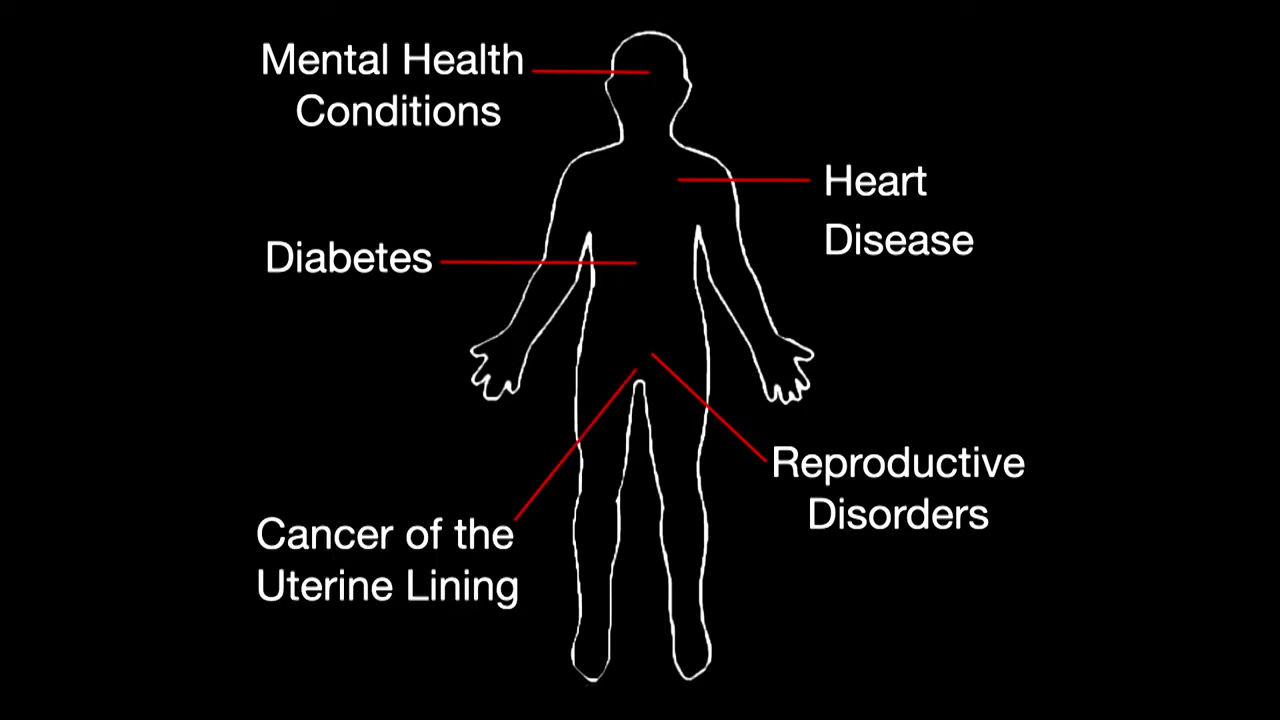 Mental Health
Conditions
Heart
Disease
Diabetes
Reproductive
Disorders
Cancer of the
Uterine Lining